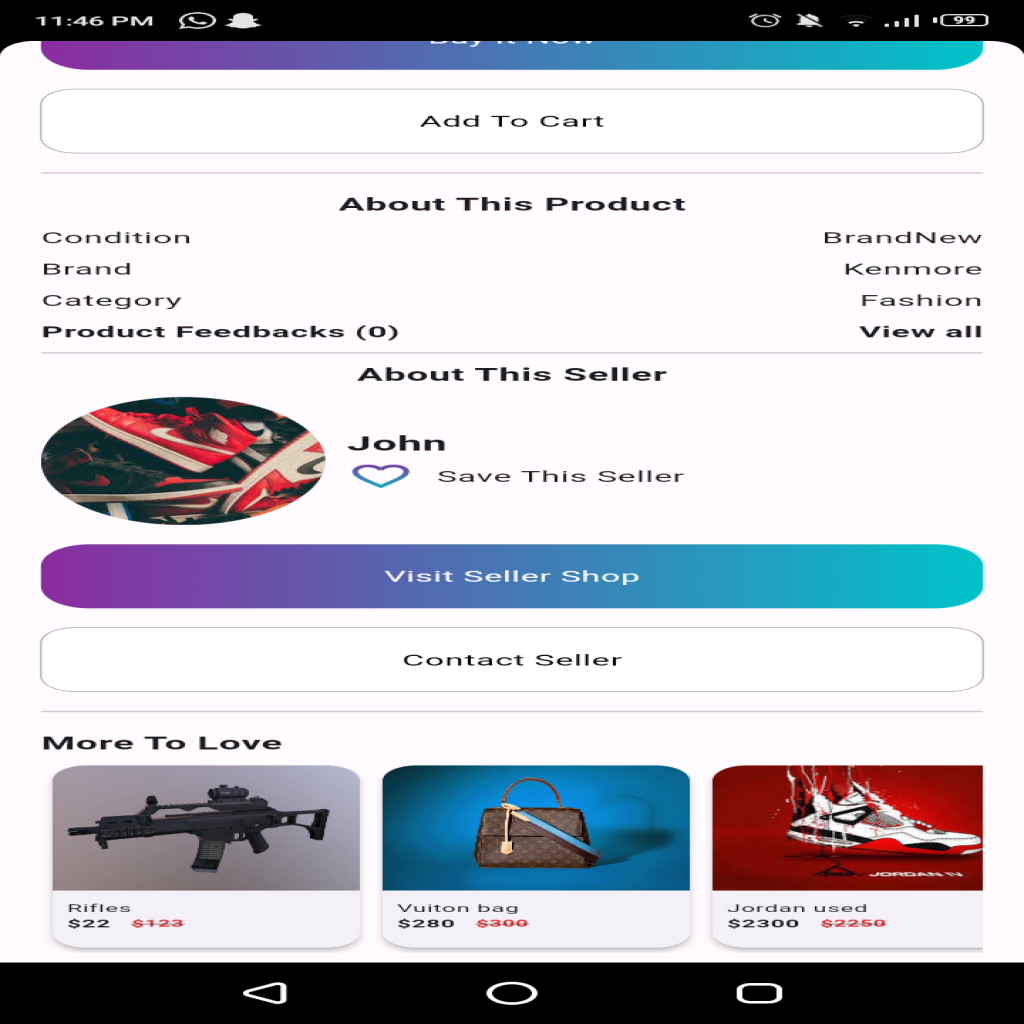 11:46 PM 99
Buy It Now
Add To Cart
About This Product
Condition BrandNew
Brand Kenmore
Category Fashion
Product Feedbacks (0) View all
About This Seller
John
Save This Seller
Visit Seller Shop
Contact Seller
More To Love
JORDAN IV
Rifles Vuiton bag Jordan used
$22 $123 $280 $300 $2300 $2250